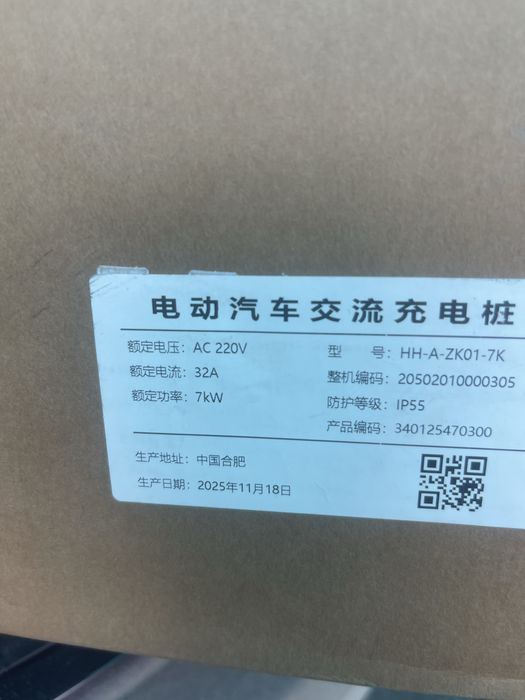 电动汽车交流充电桩
额定电压：AC 220V
型 号：HH-A-ZK01-7K
额定电流：32A
整机编码：20502010000305
额定功率：7kW
防护等级：IP55
产品编码：340125470300
生产地址：中国合肥
生产日期：2025年11月18日